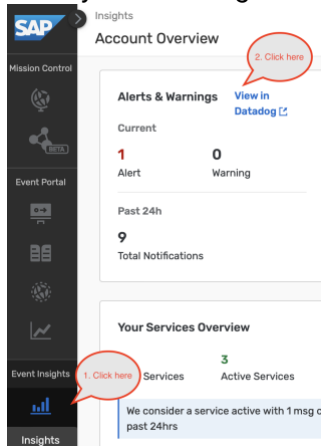 SAP
Mission Control
BETA
Event Portal
Event Insights
Insights
Insights
Account Overview
2. Click here
Alerts & Warnings
View in
Datadog
Current
1
0
Alert
Warning
Past 24h
9
Total Notifications
Your Services Overview
1. Click here
3
Services
Active Services
We consider a service active with 1 msg
past 24hrs